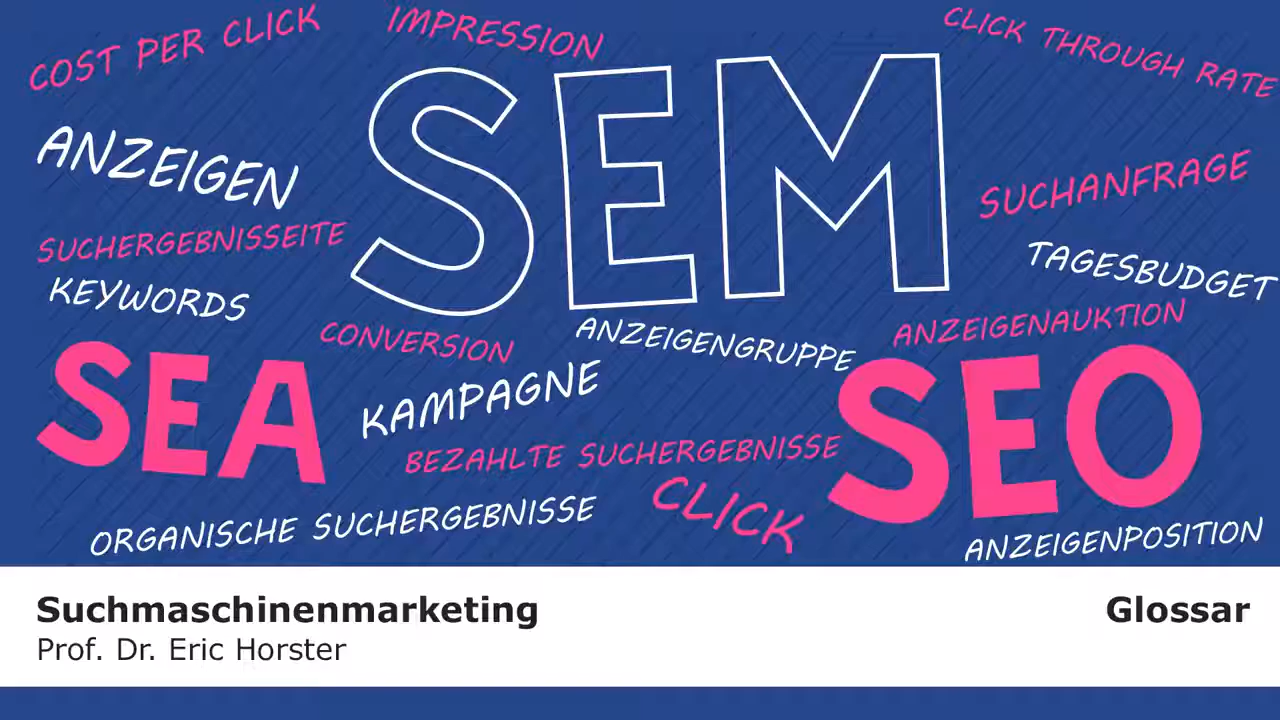 COST PER CLICK
IMPRESSION
CLICK THROUGH RATE
SEM
ANZEIGEN
SUCHANFRAGE
SUCHERGEBNISSEITE
TAGESBUDGET
KEYWORDS
CONVERSION
ANZEIGENGRUPPE
ANZEIGENAUKTION
SEA
KAMPAGNE
SEO
BEZAHLTE SUCHERGEBNISSE
CLICK
ORGANISCHE SUCHERGEBNISSE
ANZEIGENPOSITION
Suchmaschinenmarketing
Glossar
Prof. Dr. Eric Horster